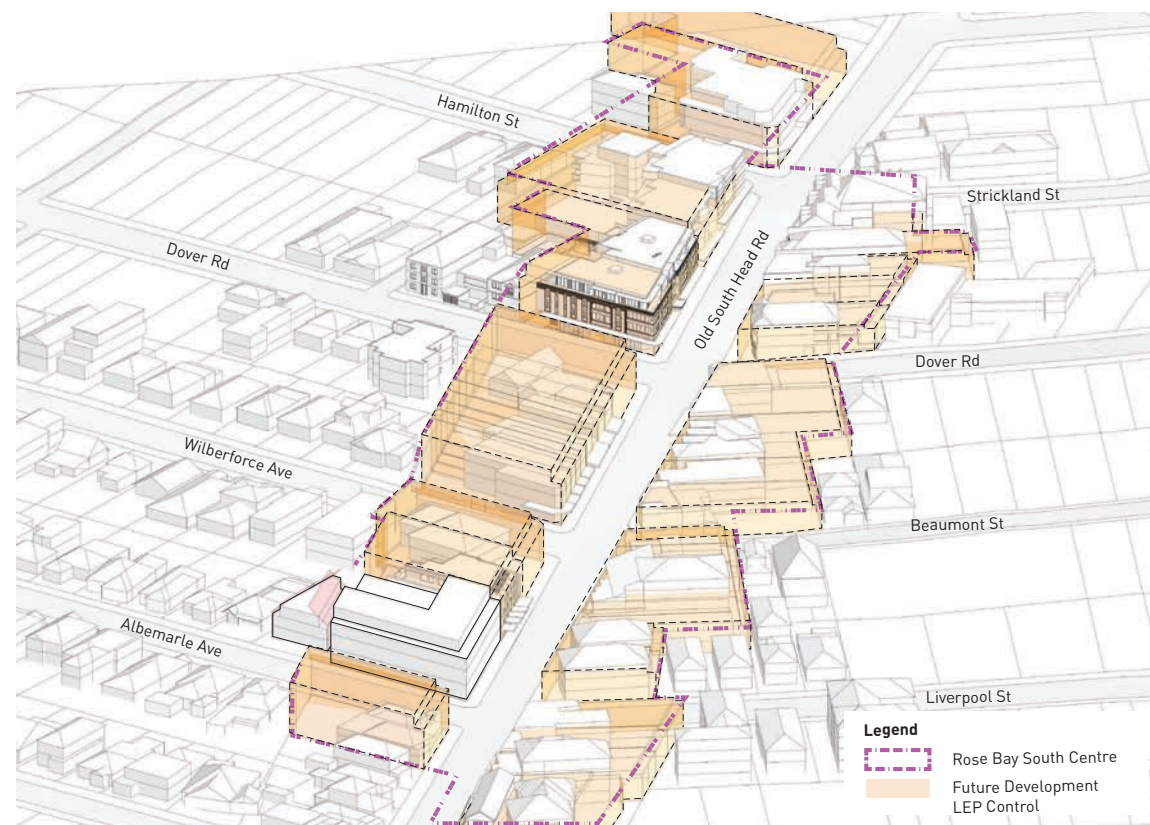 Hamilton St
Strickland St
Dover Rd
Old South Head Rd
Dover Rd
Wilberforce Ave
Beaumont St
Albemarle Ave
Liverpool St
Legend
Rose Bay South Centre
Future Development
LEP Control